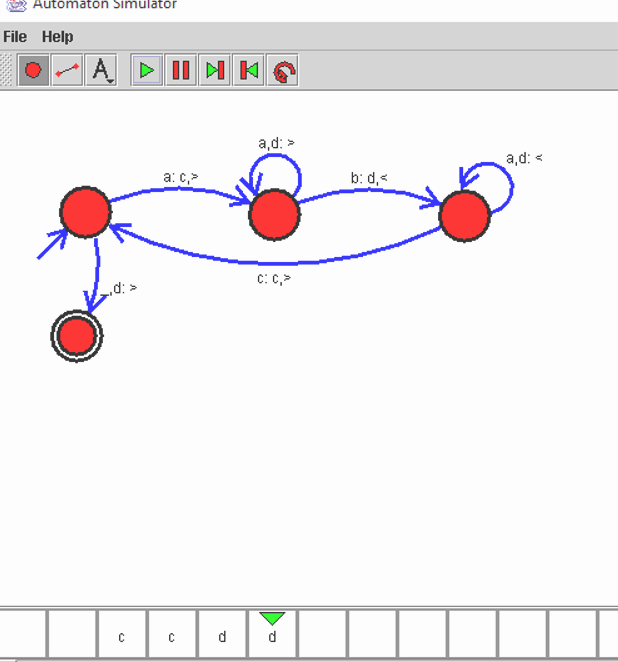 Automaton Simulator
File Help
A
a,d: >
a: c,>
b: d,<
a,d: <
c: c,>
_,d: >
c c d d